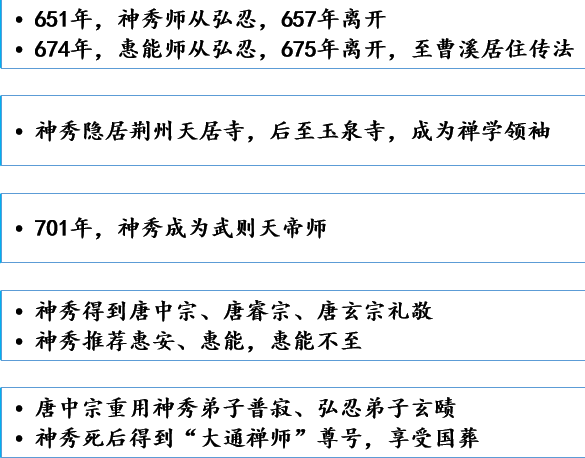 • 651年，神秀师从弘忍，657年离开
• 674年，惠能师从弘忍，675年离开，至曹溪居住传法
• 神秀隐居荆州天居寺，后至玉泉寺，成为禅学领袖
• 701年，神秀成为武则天帝师
• 神秀得到唐中宗、唐睿宗、唐玄宗礼敬
• 神秀推荐惠安、惠能，惠能不至
• 唐中宗重用神秀弟子普寂、弘忍弟子玄赜
• 神秀死后得到“大通禅师”尊号，享受国葬